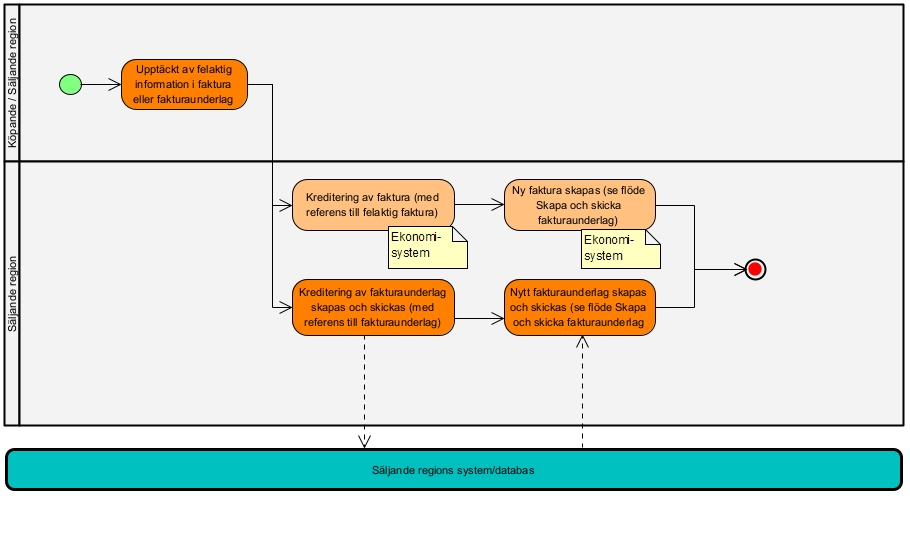 Köpande / Säljande region
Upptäckt av felaktig
information i faktura
eller fakturaunderlag
Säljande region
Kreditering av faktura (med
referens till felaktig faktura)
Ekonomi-
system
Ny faktura skapas (se flöde
Skapa och skicka
fakturaunderlag)
Ekonomi-
system
Kreditering av fakturaunderlag
skapas och skickas (med
referens till fakturaunderlag)
Nytt fakturaunderlag skapas
och skickas (se flöde Skapa
och skicka fakturaunderlag
Säljande regions system/databas